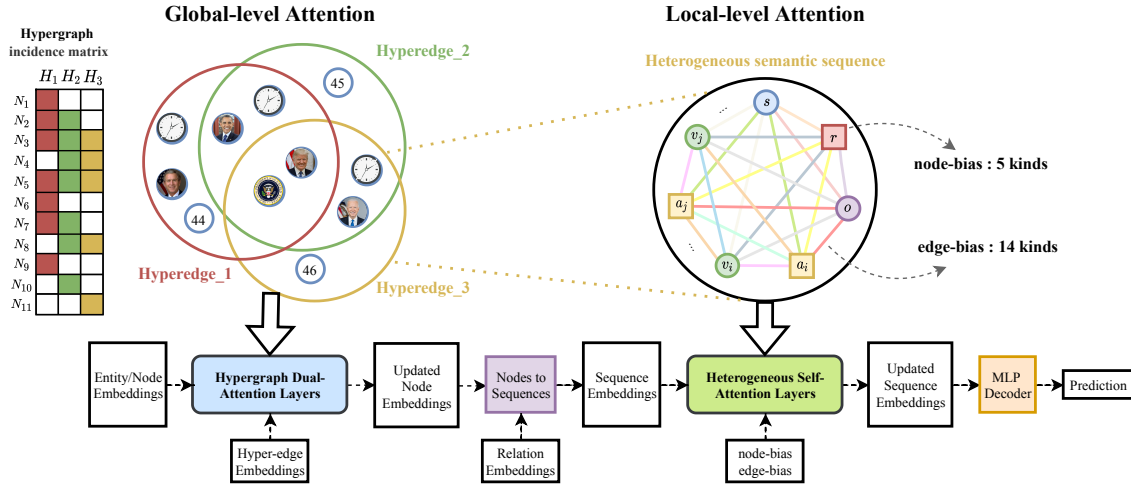 Global-level Attention
Local-level Attention
Hypergraph
incidence matrix
H1 H2 H3
N1
N2
N3
N4
N5
N6
N7
N8
N9
N10
N11
Hyperedge_2
45
44
Hyperedge_1
46
Hyperedge_3
Heterogeneous semantic sequence
s
...
vj
r
node-bias : 5 kinds
aj
o
...
vi
ai
edge-bias : 14 kinds
Entity/Node
Embeddings
Hypergraph Dual-
Attention Layers
Updated
Node
Embeddings
Nodes to
Sequences
Sequence
Embeddings
Heterogeneous Self-
Attention Layers
Updated
Sequence
Embeddings
MLP
Decoder
Prediction
Hyper-edge
Embeddings
Relation
Embeddings
node-bias
edge-bias